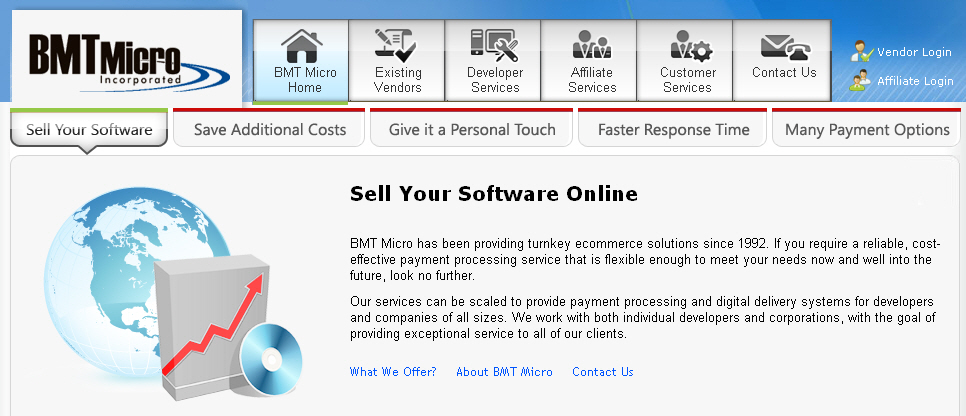 BMT Micro
Incorporated
BMT Micro
Home
Existing
Vendors
Developer
Services
Affiliate
Services
Customer
Services
Contact Us
Vendor Login
Affiliate Login
Sell Your Software
Save Additional Costs
Give it a Personal Touch
Faster Response Time
Many Payment Options
Sell Your Software Online
BMT Micro has been providing turnkey ecommerce solutions since 1992. If you require a reliable, cost-
effective payment processing service that is flexible enough to meet your needs now and well into the
future, look no further.
Our services can be scaled to provide payment processing and digital delivery systems for developers
and companies of all sizes. We work with both individual developers and corporations, with the goal of
providing exceptional service to all of our clients.
What We Offer? About BMT Micro Contact Us